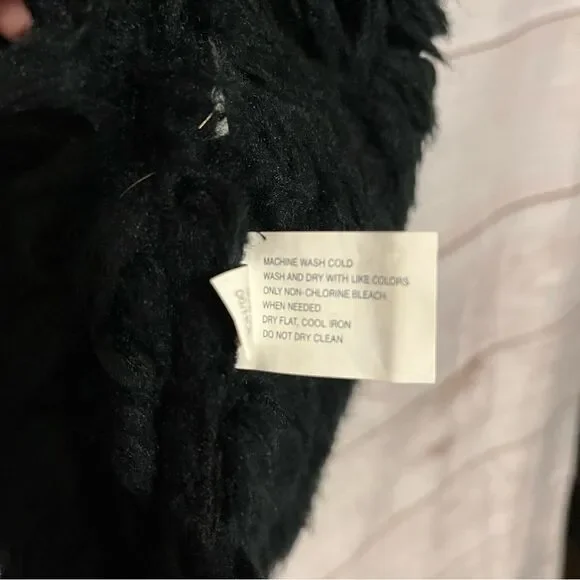 MACHINE WASH COLD
WASH AND DRY WITH LIKE COLORS
ONLY NON-CHLORINE BLEACH
WHEN NEEDED
DRY FLAT, COOL IRON
DO NOT DRY CLEAN